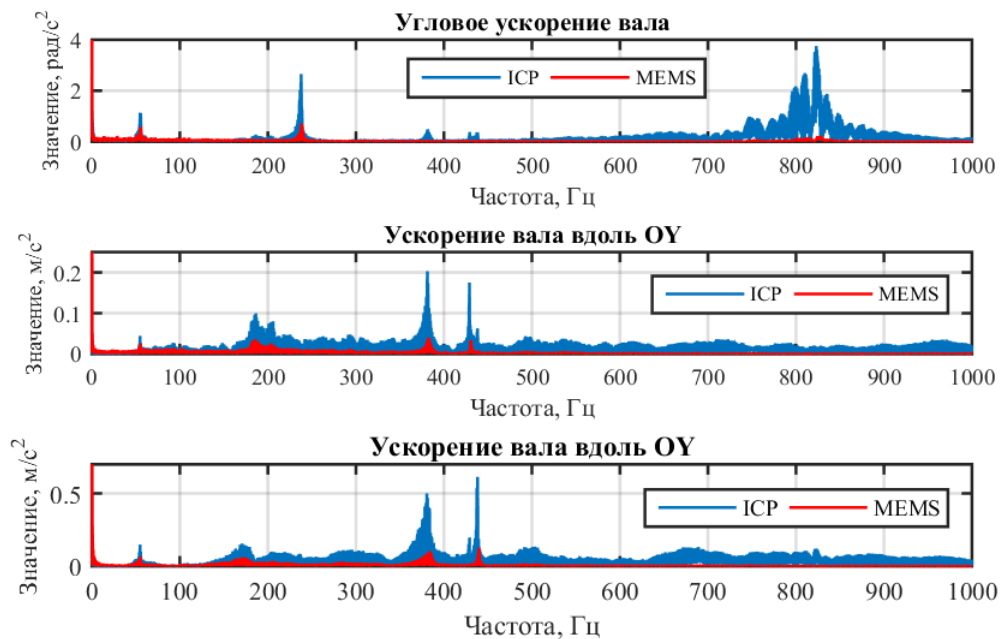 Угловое ускорение вала
Значение, рад/с²
4
2
0
ICP MEMS
0 100 200 300 400 500 600 700 800 900 1000
Частота, Гц
Ускорение вала вдоль OY
Значение, м/с²
0.2
0.1
0
ICP MEMS
0 100 200 300 400 500 600 700 800 900 1000
Частота, Гц
Ускорение вала вдоль OY
Значение, м/с²
0.5
0
ICP MEMS
0 100 200 300 400 500 600 700 800 900 1000
Частота, Гц